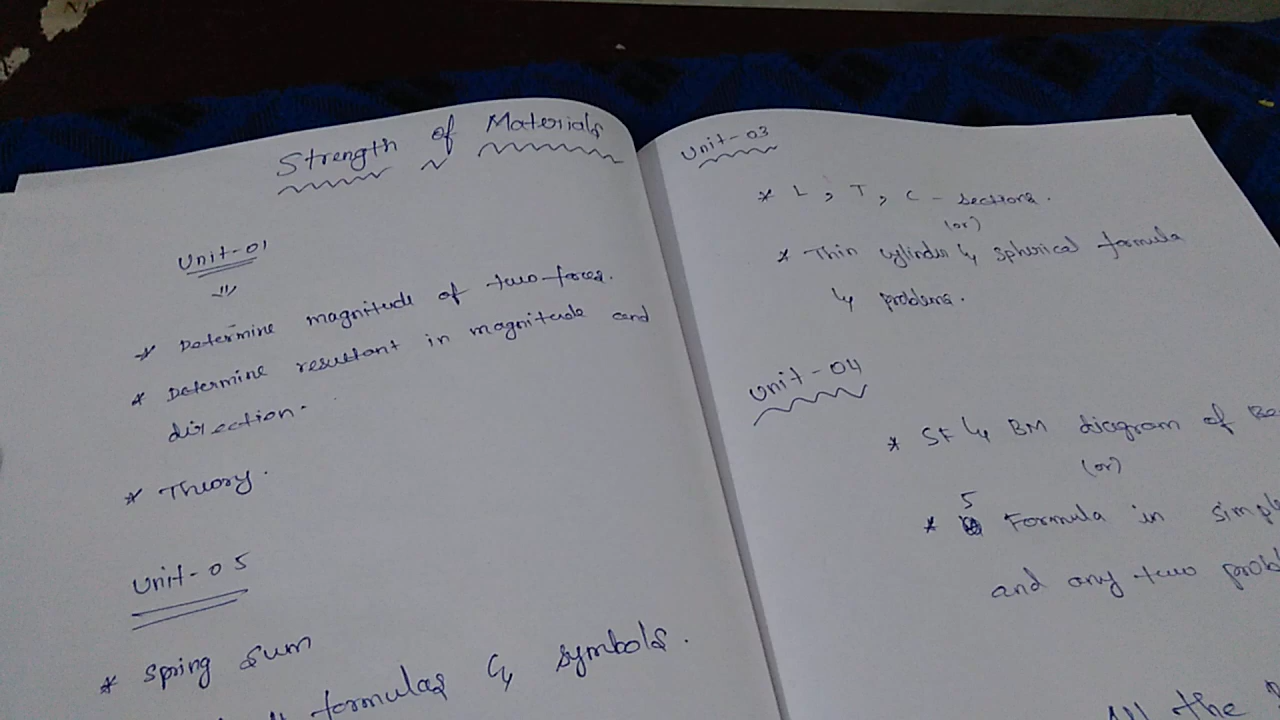 Strength of Materials
Unit-01
* Determine magnitude of two forces.
* Determine resultant in magnitude and
direction.
* Theory.
Unit-05
* Spring sum
formulas & symbols.
Unit-03
* L, T, C - sections.
(or)
* Thin cylinder & spherical formula
& problems.
Unit-04
* SF & BM diagram of
(or)
* 5 Formula in
and any two
All the